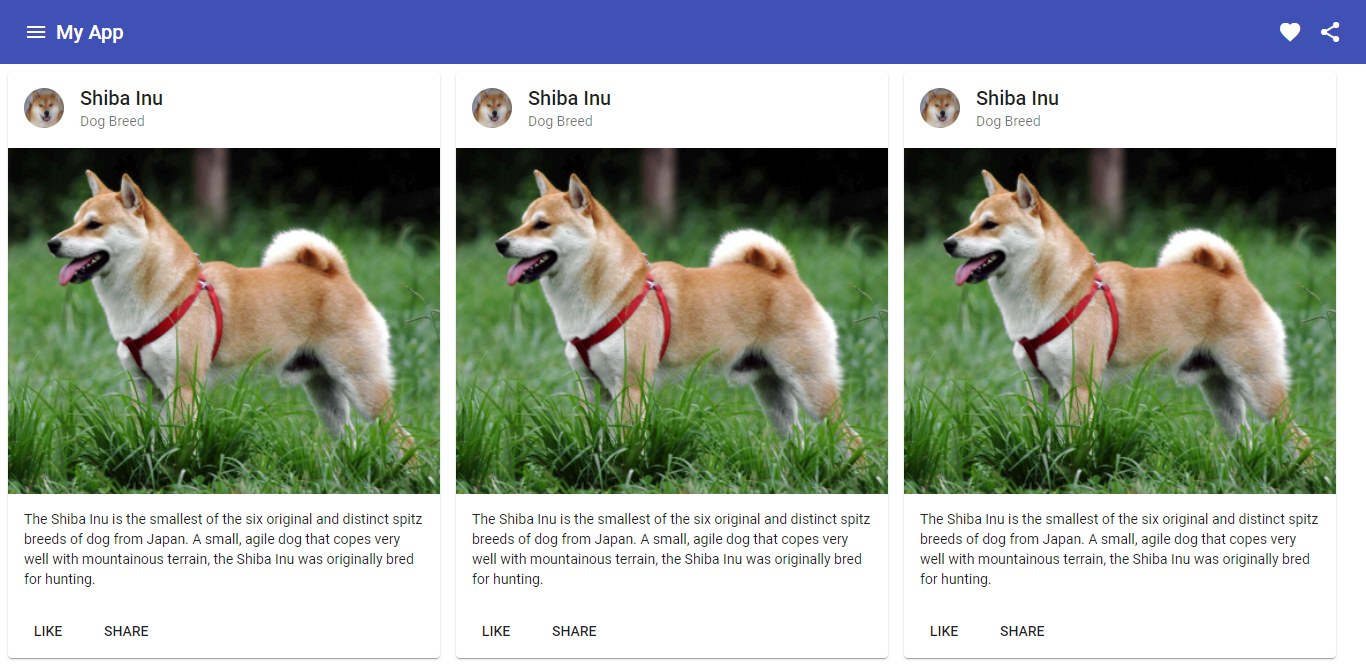 My App
Shiba Inu
Dog Breed
The Shiba Inu is the smallest of the six original and distinct spitz
breeds of dog from Japan. A small, agile dog that copes very
well with mountainous terrain, the Shiba Inu was originally bred
for hunting.
LIKE SHARE
Shiba Inu
Dog Breed
The Shiba Inu is the smallest of the six original and distinct spitz
breeds of dog from Japan. A small, agile dog that copes very
well with mountainous terrain, the Shiba Inu was originally bred
for hunting.
LIKE SHARE
Shiba Inu
Dog Breed
The Shiba Inu is the smallest of the six original and distinct spitz
breeds of dog from Japan. A small, agile dog that copes very
well with mountainous terrain, the Shiba Inu was originally bred
for hunting.
LIKE SHARE